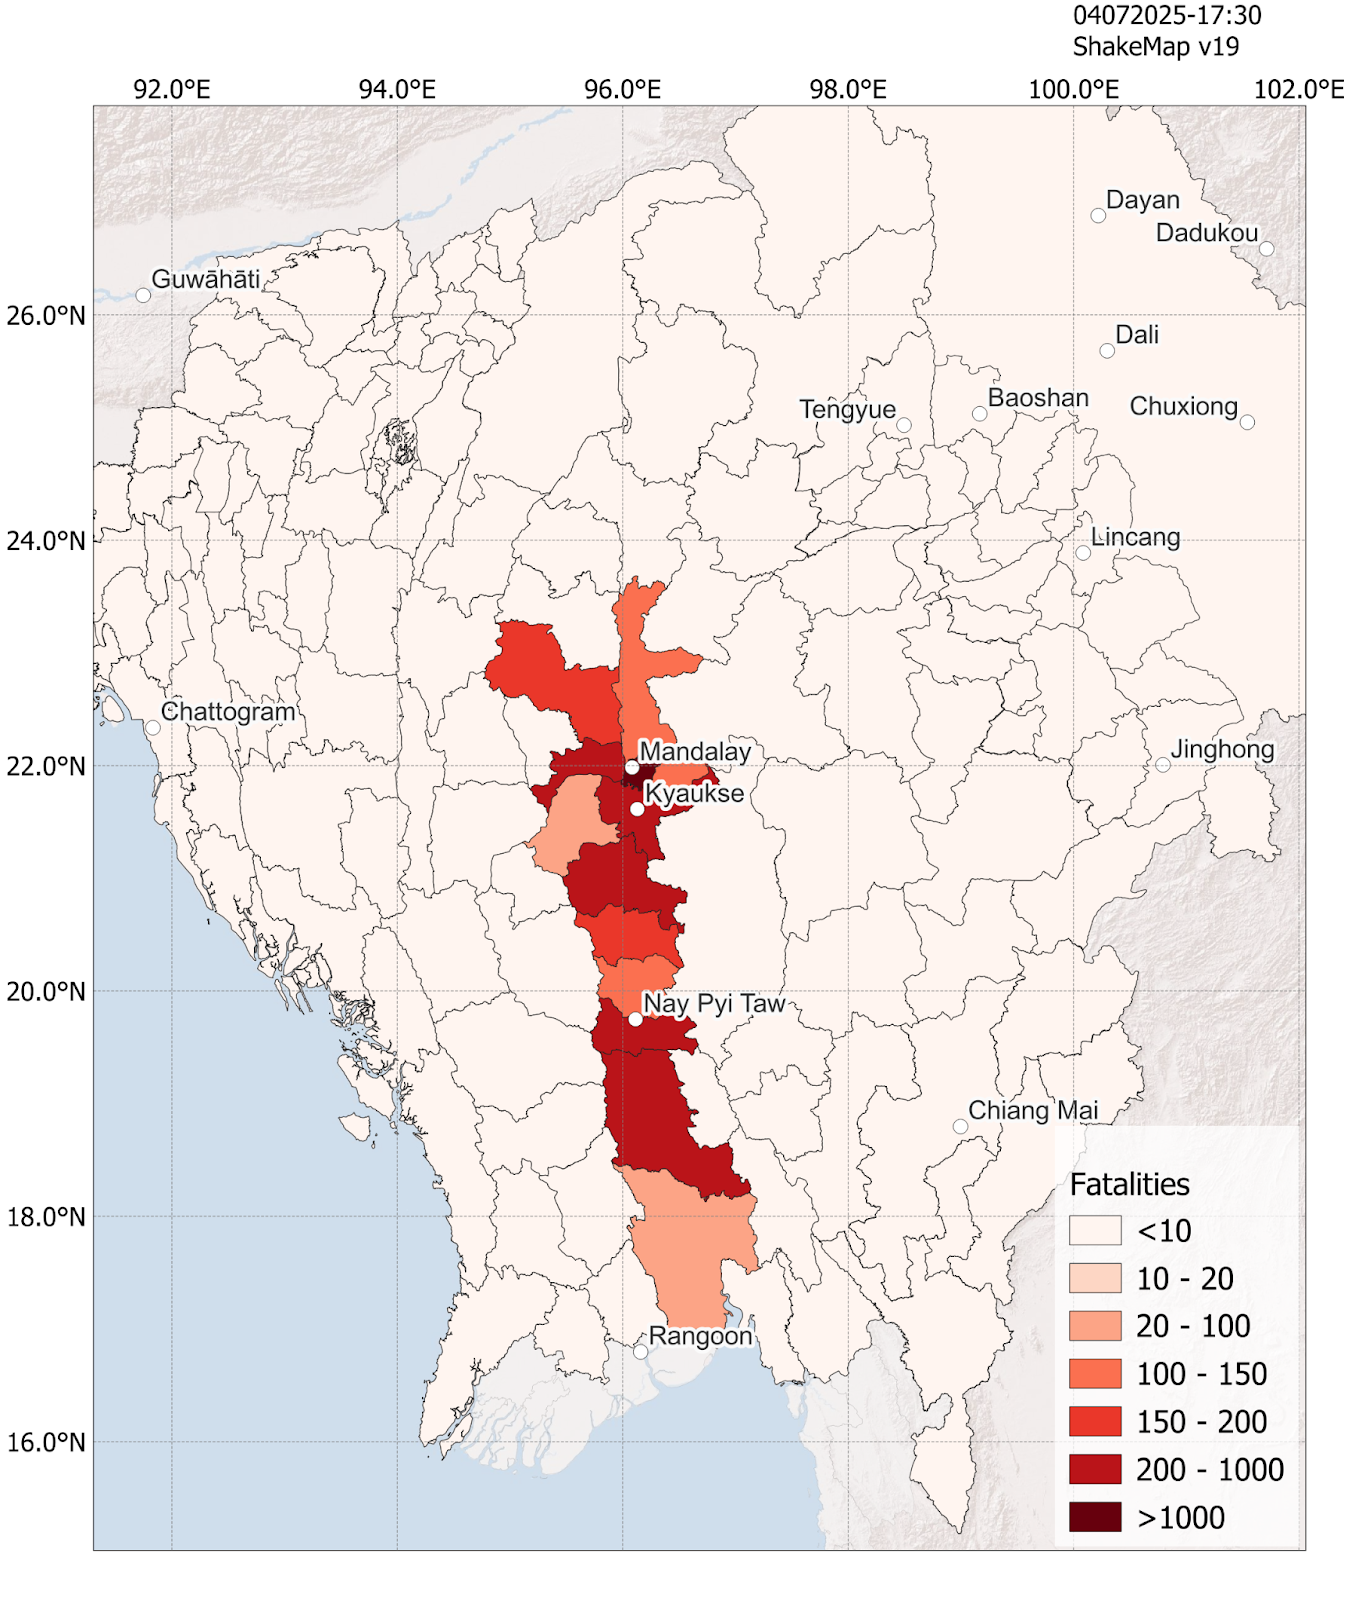 04072025-17:30
ShakeMap v19
92.0°E 94.0°E 96.0°E 98.0°E 100.0°E 102.0°E
Dayan
Dadukou
Guwāhāti
26.0°N
Dali
Baoshan
Tengyue
Chuxiong
24.0°N
Lincang
Chattogram
Mandalay
Jinghong
22.0°N
Kyaukse
20.0°N
Nay Pyi Taw
Chiang Mai
18.0°N
Rangoon
16.0°N
Fatalities
<10
10 - 20
20 - 100
100 - 150
150 - 200
200 - 1000
>1000